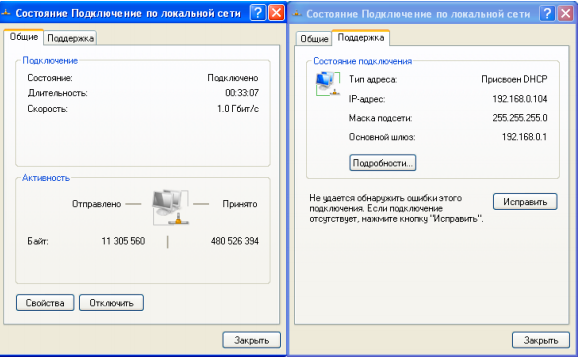 Состояние Подключение по локальной сети
Общие
Поддержка
Подключение
Состояние: Подключено
Длительность: 00:33:07
Скорость: 1.0 Гбит/с
Активность
Отправлено — — Принято
Байт: 11 305 560 | 480 526 394
Свойства
Отключить
Закрыть
Состояние Подключение по локальной сети
Общие
Поддержка
Состояние подключения
Тип адреса: Присвоен DHCP
IP-адрес: 192.168.0.104
Маска подсети: 255.255.255.0
Основной шлюз: 192.168.0.1
Подробности...
Не удается обнаружить ошибки этого
подключения. Если подключение
отсутствует, нажмите кнопку "Исправить".
Исправить
Закрыть